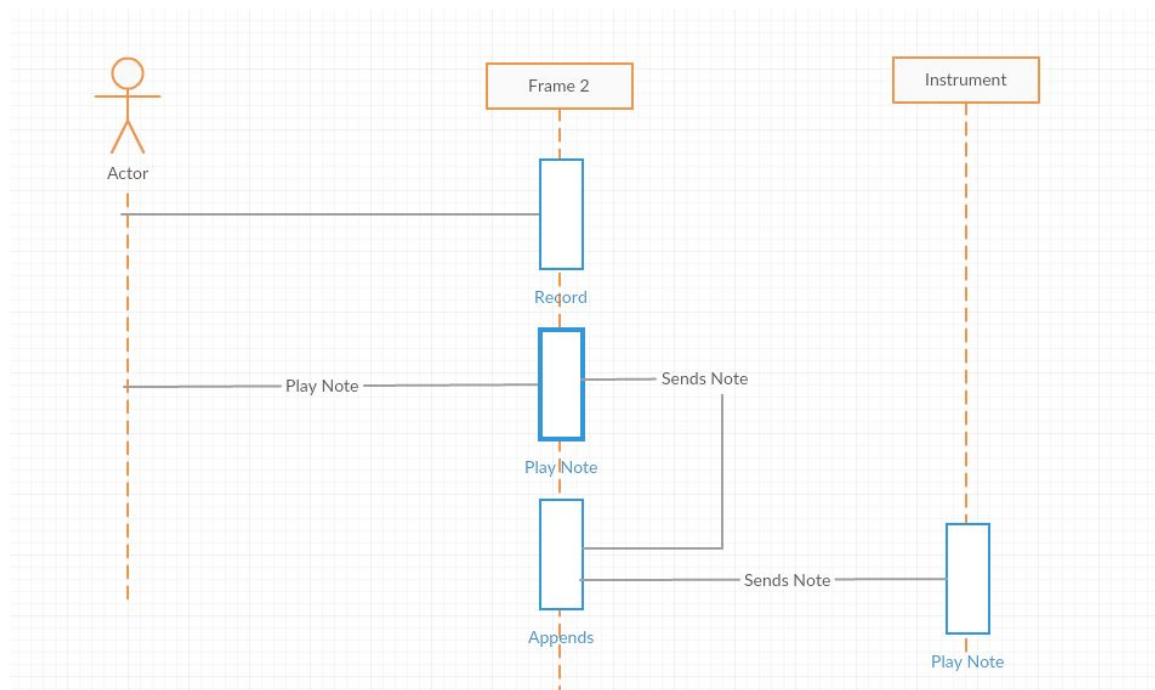 Frame 2
Instrument
Actor
Record
Play Note
Sends Note
Play Note
Sends Note
Appends
Play Note